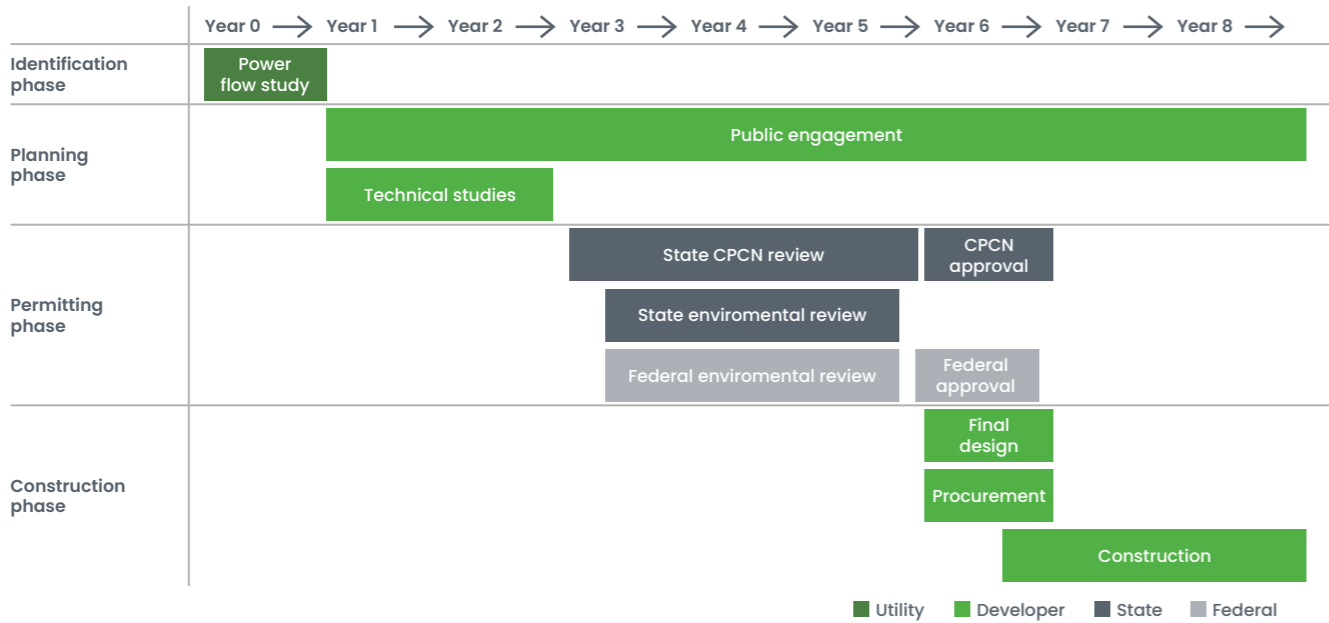 Year 0 Year 1 Year 2 Year 3 Year 4 Year 5 Year 6 Year 7 Year 8
Identification
phase
Power
flow study
Planning
phase
Public engagement
Technical studies
Permitting
phase
State CPCN review
CPCN
approval
State enviromental review
Federal enviromental review
Federal
approval
Construction
phase
Final
design
Procurement
Construction
Utility Developer State Federal